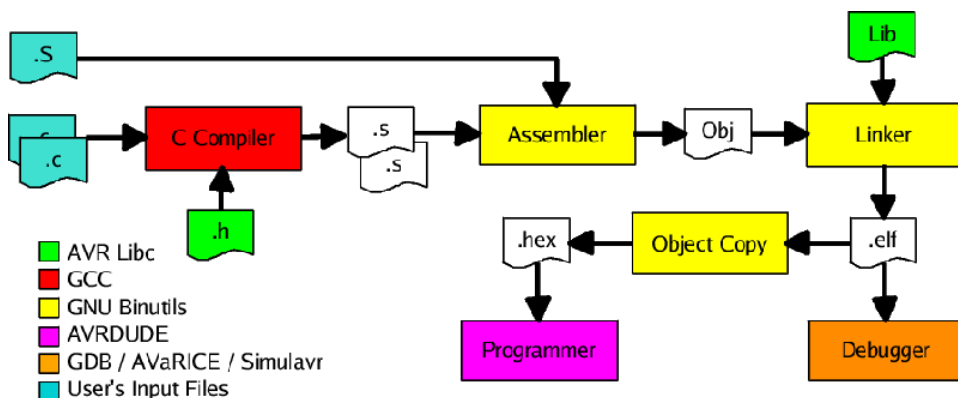 .S
Lib
.c
C Compiler
.s
.s
Assembler
Obj
Linker
.h
.hex
Object Copy
.elf
AVR Libc
GCC
GNU Binutils
AVRDUDE
GDB / AVaRICE / Simulavr
User's Input Files
Programmer
Debugger